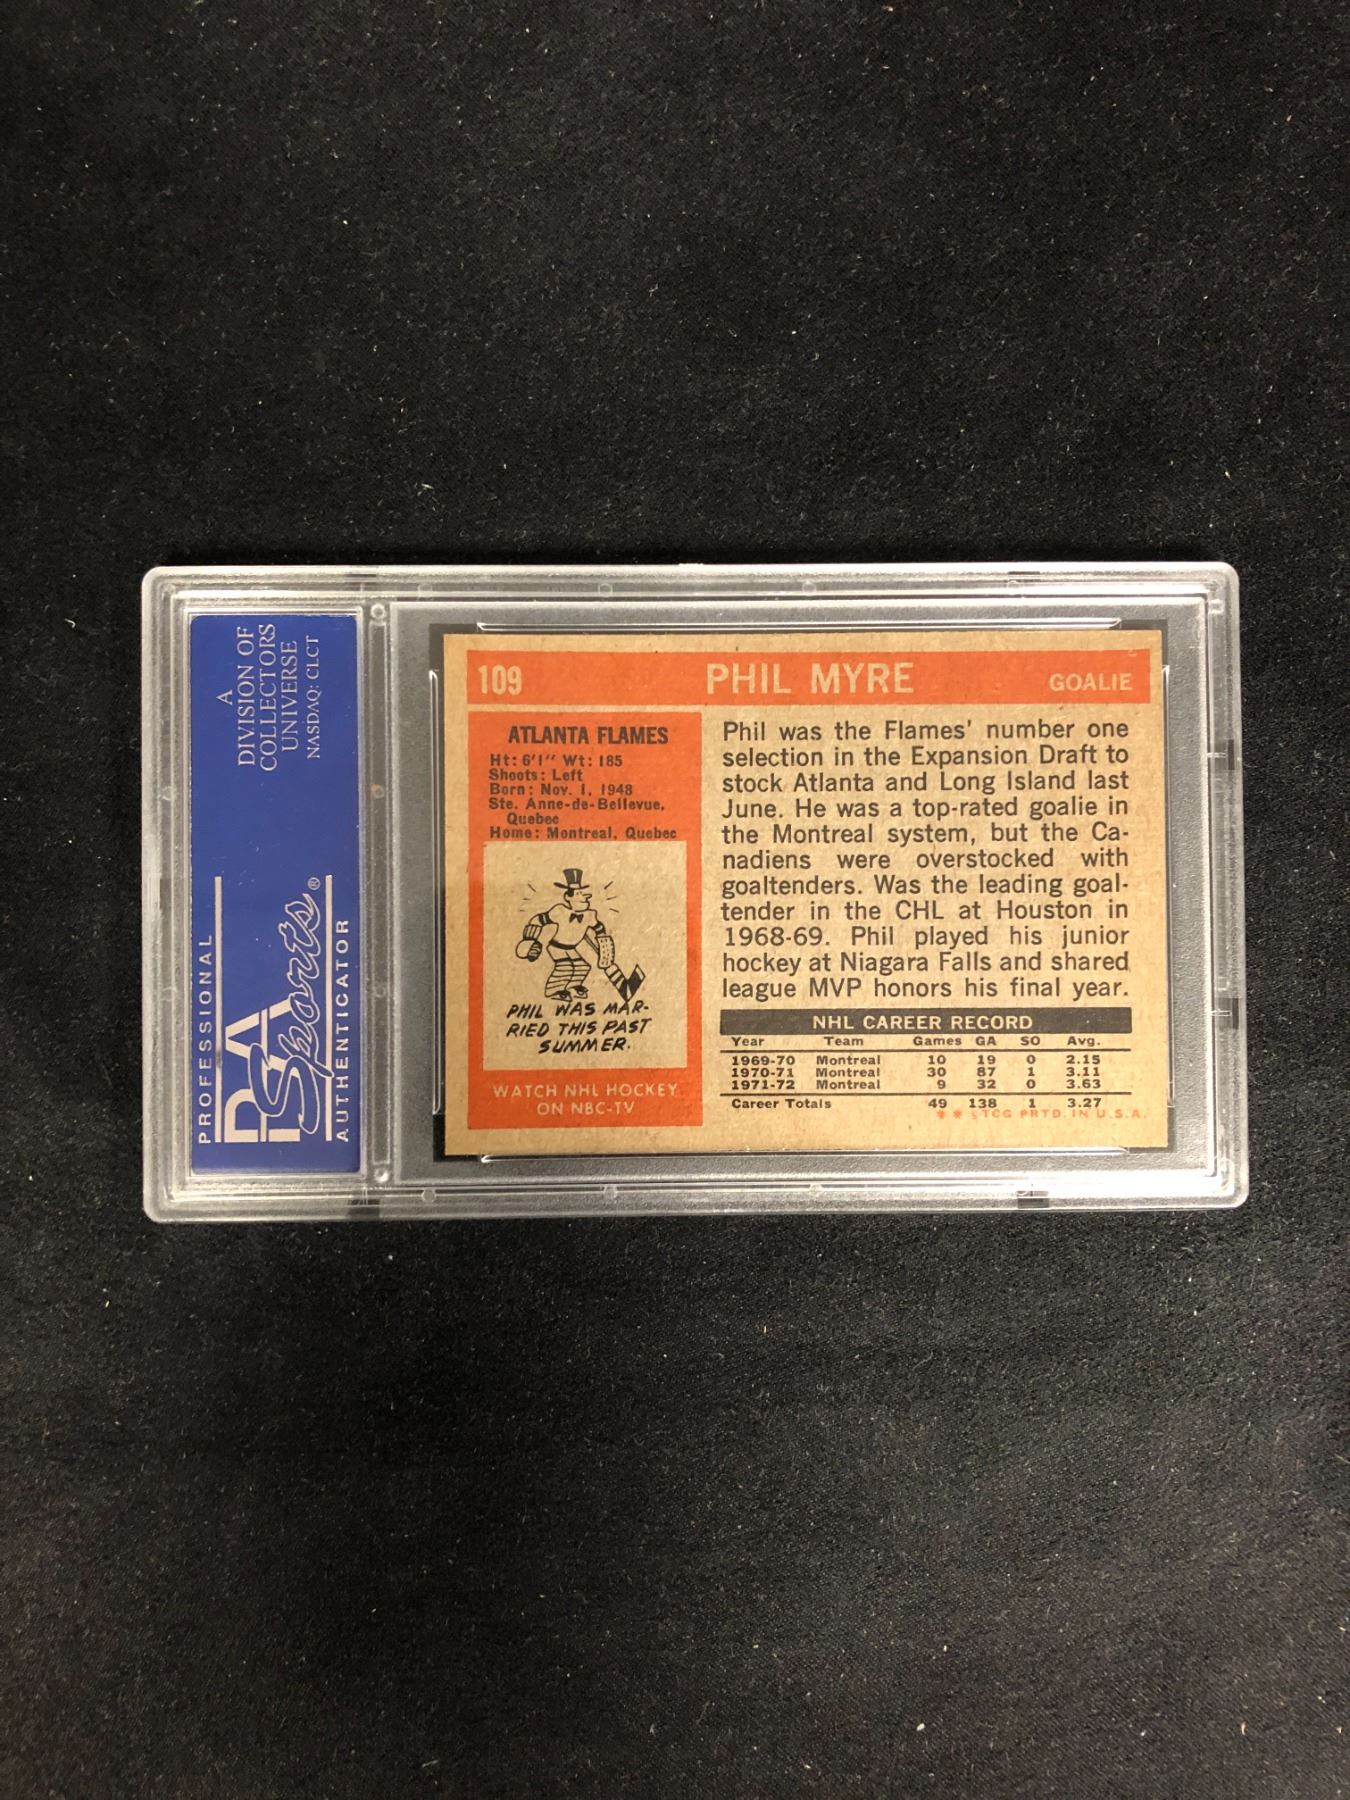 A
DIVISION OF
COLLECTORS
UNIVERSE
NASDAQ: CLCT
PROFESSIONAL
PSA
Sports®
AUTHENTICATOR
109 PHIL MYRE GOALIE
ATLANTA FLAMES
Ht: 6'1" Wt: 185
Shoots: Left
Born: Nov. 1, 1948
Ste. Anne-de-Bellevue,
Quebec
Home: Montreal, Quebec
PHIL WAS MAR-
RIED THIS PAST
SUMMER.
WATCH NHL HOCKEY
ON NBC-TV
Phil was the Flames' number one
selection in the Expansion Draft to
stock Atlanta and Long Island last
June. He was a top-rated goalie in
the Montreal system, but the Ca-
nadiens were overstocked with
goaltenders. Was the leading goal-
tender in the CHL at Houston in
1968-69. Phil played his junior
hockey at Niagara Falls and shared
league MVP honors his final year.
NHL CAREER RECORD
Year Team Games GA SO Avg.
1969-70 Montreal 10 19 0 2.15
1970-71 Montreal 30 87 1 3.11
1971-72 Montreal 9 32 0 3.63
Career Totals 49 138 1 3.27
* * TCG PRTD. IN U.S.A.